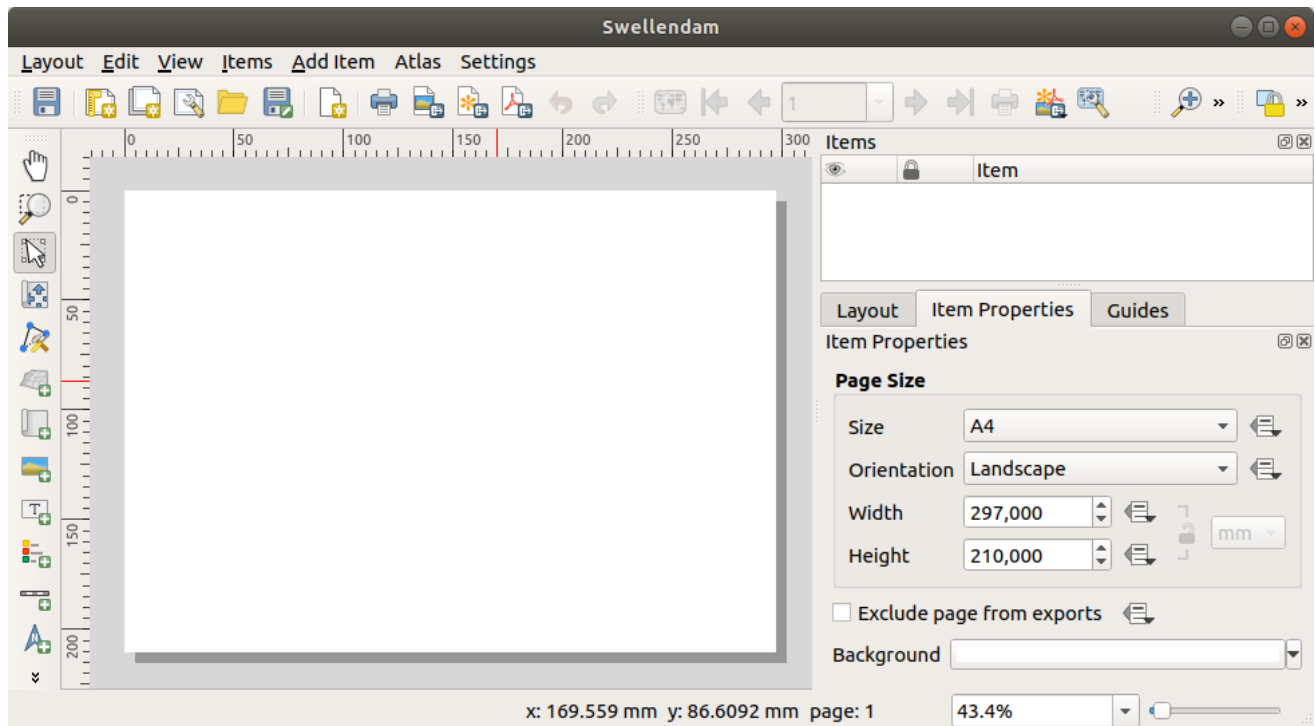 Swellendam
Layout Edit View Items Add Item Atlas Settings
1
»
»
0 50 100 150 200 250 300
0
50
100
150
200
Items
Item
Layout Item Properties Guides
Item Properties
Page Size
Size A4
Orientation Landscape
Width 297,000
mm
Height 210,000
Exclude page from exports
Background
x: 169.559 mm y: 86.6092 mm page: 1 43.4%